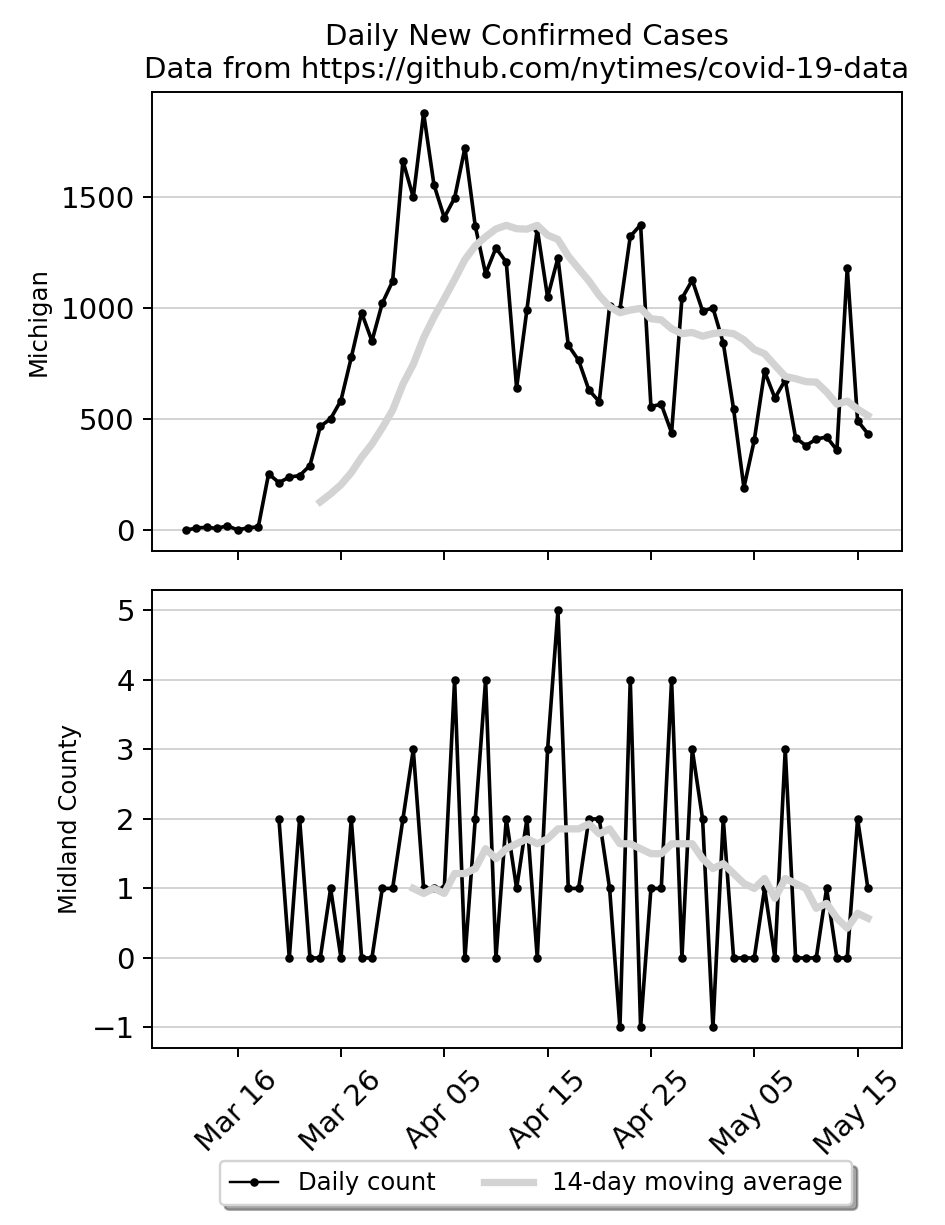 Daily New Confirmed Cases
Data from https://github.com/nytimes/covid-19-data
Michigan
1500
1000
500
0
Midland County
5
4
3
2
1
0
−1
Mar 16
Mar 26
Apr 05
Apr 15
Apr 25
May 05
May 15
Daily count
14-day moving average